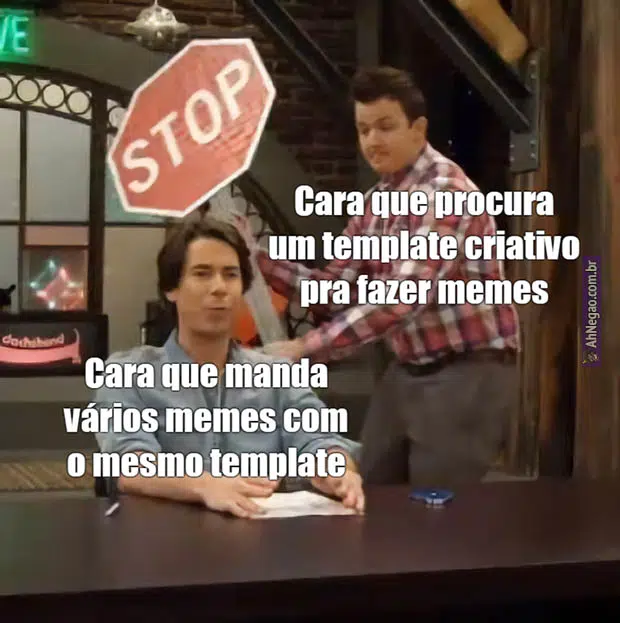 VE
STOP
Cara que procura
um template criativo
pra fazer memes
AhNegao.com.br
dachshund
Cara que manda
vários memes com
o mesmo template